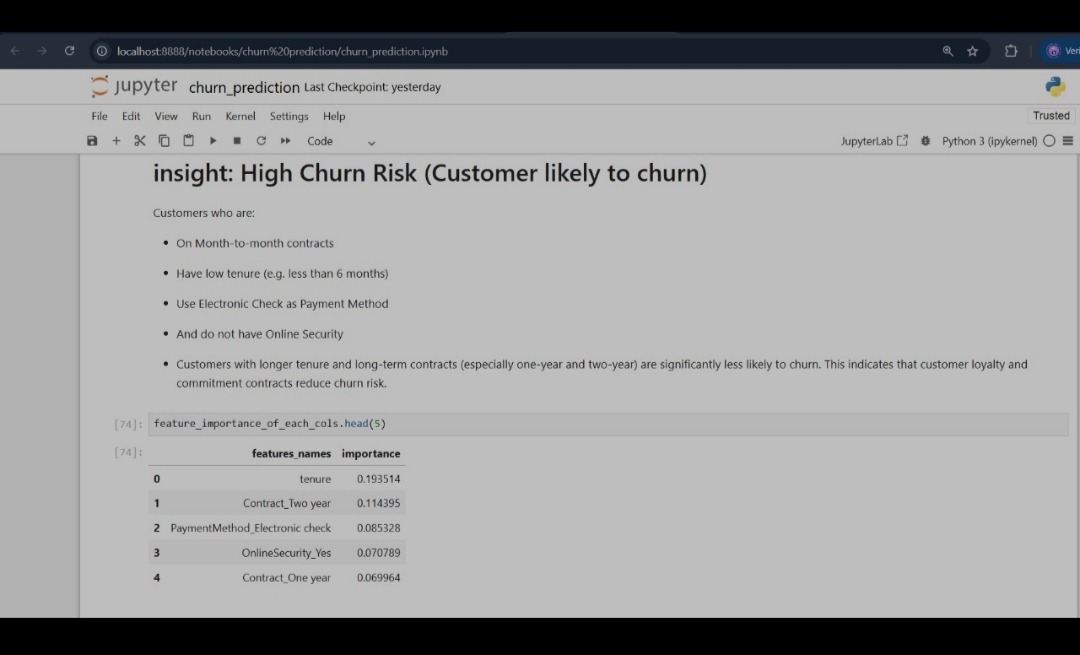 localhost:8888/notebooks/churn%20prediction/churn_prediction.ipynb
Veri
jupyter churn_prediction Last Checkpoint: yesterday
File Edit View Run Kernel Settings Help
Trusted
Code
JupyterLab Python 3 (ipykernel)
insight: High Churn Risk (Customer likely to churn)
Customers who are:
• On Month-to-month contracts
• Have low tenure (e.g. less than 6 months)
• Use Electronic Check as Payment Method
• And do not have Online Security
• Customers with longer tenure and long-term contracts (especially one-year and two-year) are significantly less likely to churn. This indicates that customer loyalty and
commitment contracts reduce churn risk.
[74]: feature_importance_of_each_cols.head(5)
[74]: features_names importance
0 tenure 0.193514
1 Contract_Two year 0.114395
2 PaymentMethod_Electronic check 0.085328
3 OnlineSecurity_Yes 0.070789
4 Contract_One year 0.069964